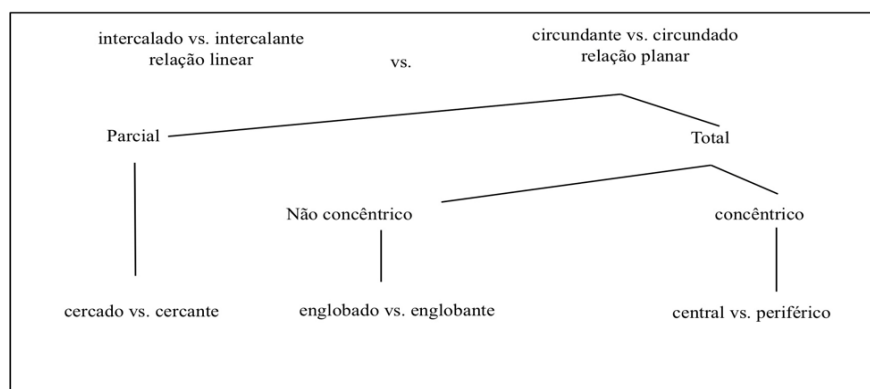 intercalado vs. intercalante
relação linear
vs.
circundante vs. circundado
relação planar
Parcial
Total
Não concêntrico
concêntrico
cercado vs. cercante
englobado vs. englobante
central vs. periférico